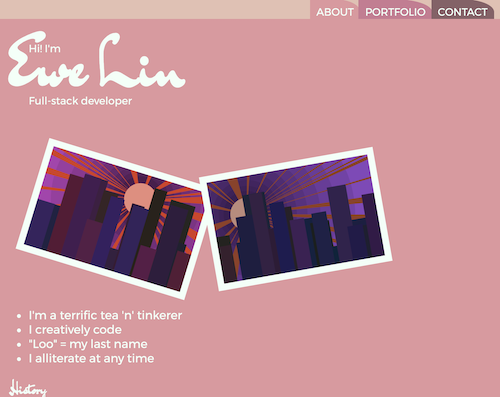 ABOUT PORTFOLIO CONTACT
Hi! I'm
Ewe Lin
Full-stack developer
I'm a terrific tea 'n' tinkerer
I creatively code
"Loo" = my last name
I alliterate at any time
History